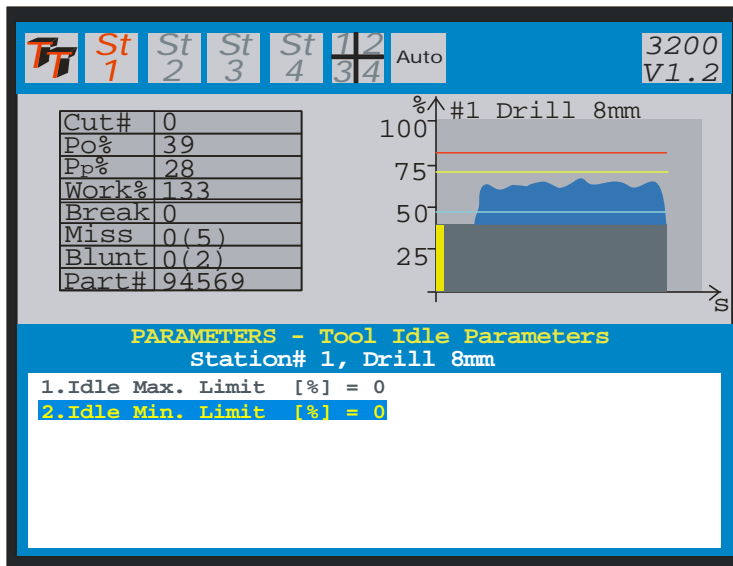 TT St 1 St 2 St 3 St 4 1 2 3 4 Auto 3200 V1.2
Cut# 0
Po% 39
Pp% 28
Work% 133
Break 0
Miss 0(5)
Blunt 0(2)
Part# 94569
% #1 Drill 8mm
100
75
50
25
s
PARAMETERS - Tool Idle Parameters
Station# 1, Drill 8mm
1.Idle Max. Limit [%] = 0
2.Idle Min. Limit [%] = 0